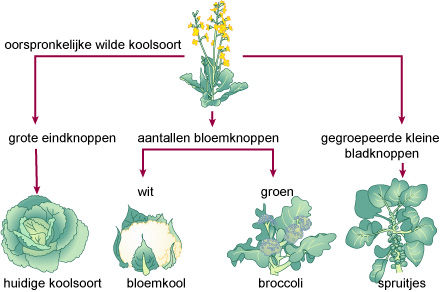 oorspronkelijke wilde koolsoort
grote eindknoppen
aantallen bloemknoppen
gegroepeerde kleine
bladknoppen
wit
groen
huidige koolsoort
bloemkool
broccoli
spruitjes